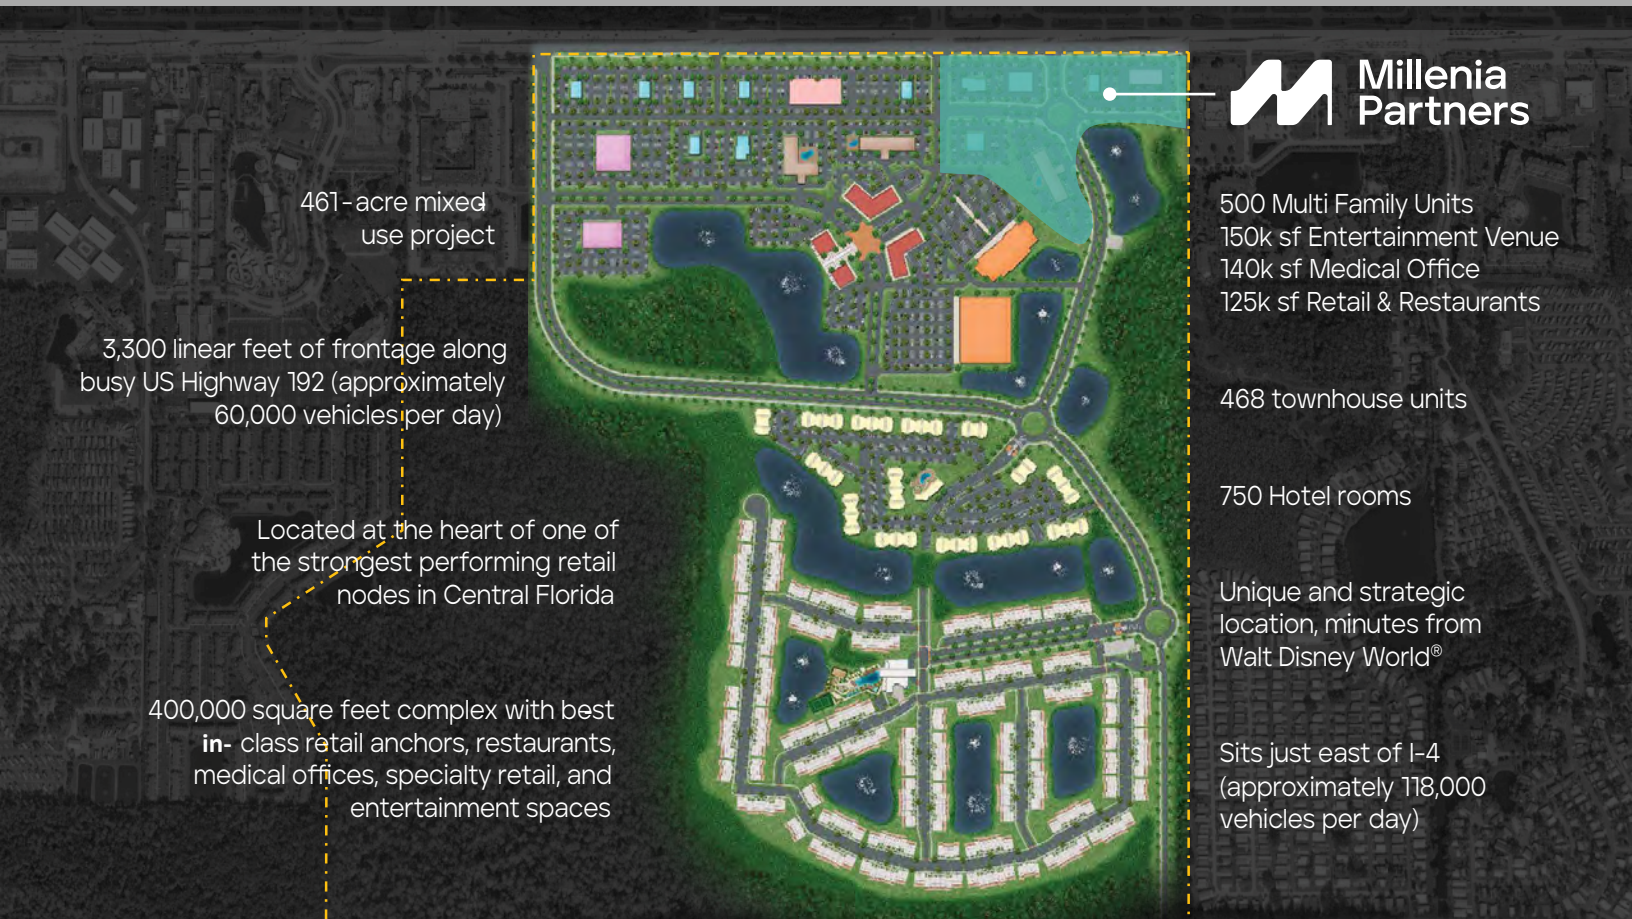 Millenia
Partners
461-acre mixed-
use project
3,300 linear feet of frontage along
busy US Highway 192 (approximately
60,000 vehicles per day)
Located at the heart of one of
the strongest performing retail
nodes in Central Florida
400,000 square feet complex with best-
in- class retail anchors, restaurants,
medical offices, specialty retail, and
entertainment spaces
500 Multi Family Units
150k sf Entertainment Venue
140k sf Medical Office
125k sf Retail & Restaurants
468 townhouse units
750 Hotel rooms
Unique and strategic
location, minutes from
Walt Disney World®
Sits just east of I-4
(approximately 118,000
vehicles per day)